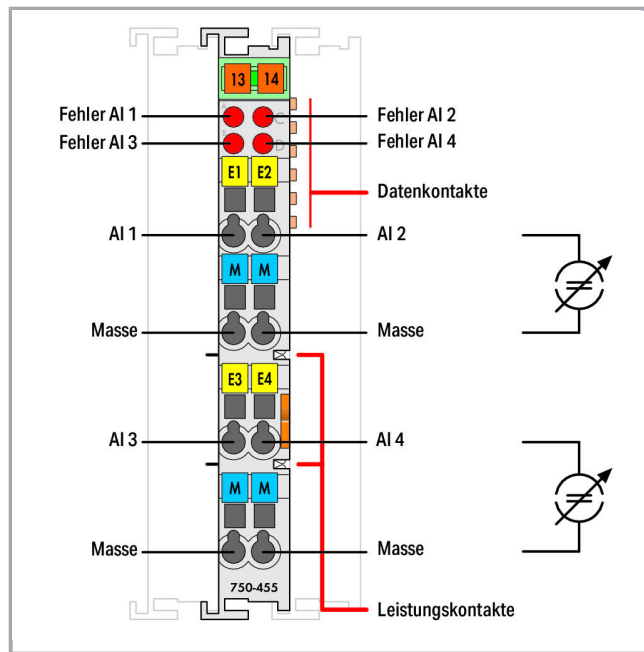 13 14
Fehler AI 1 A C Fehler AI 2
Fehler AI 3 B D Fehler AI 4
E1 E2
Datenkontakte
AI 1 AI 2
M M
Masse Masse
E3 E4
AI 3 AI 4
M M
Masse Masse
750-455
Leistungskontakte